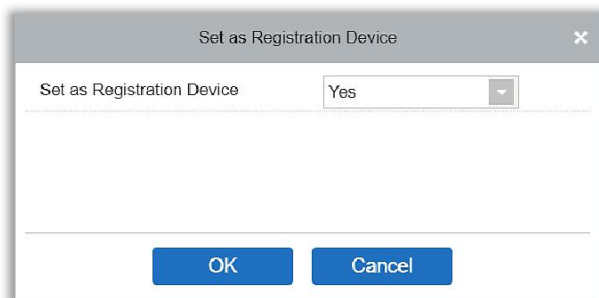 Set as Registration Device
Set as Registration Device Yes
OK Cancel